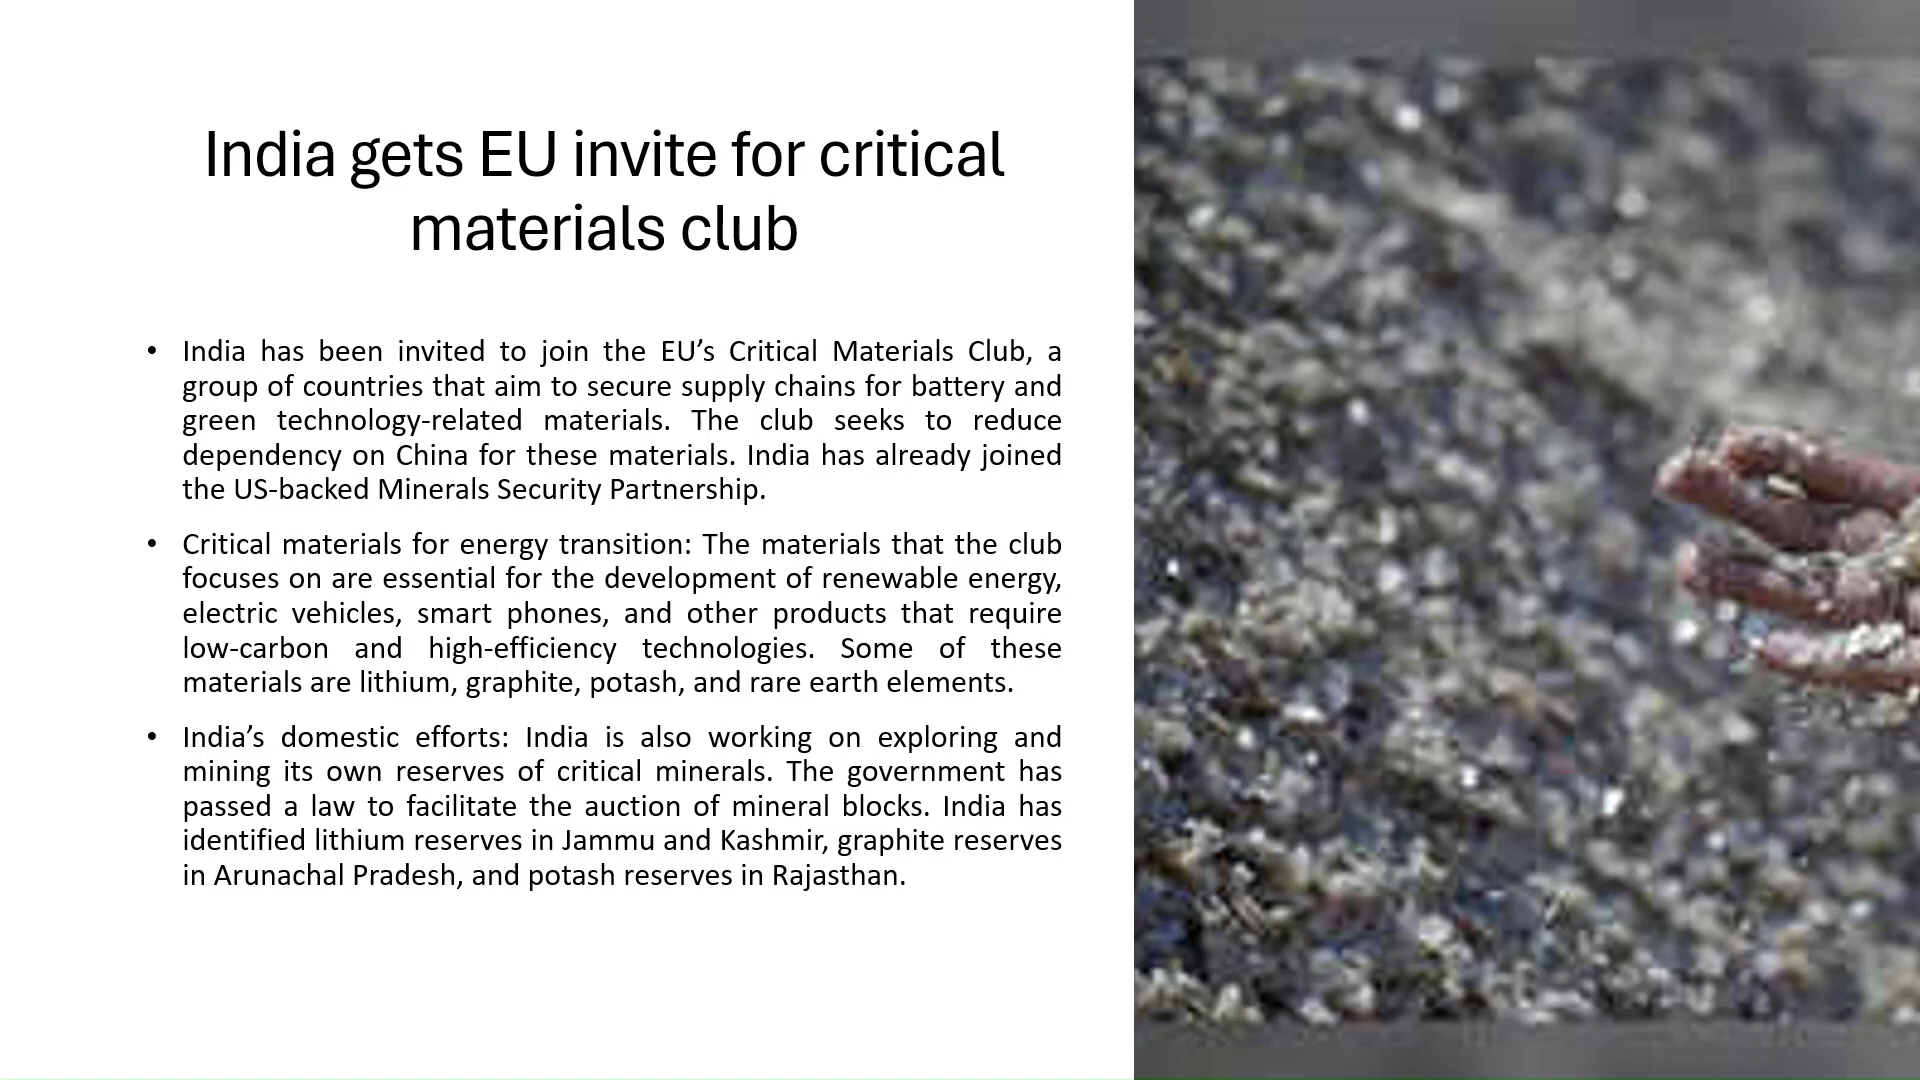 India gets EU invite for critical
materials club
• India has been invited to join the EU’s Critical Materials Club, a
group of countries that aim to secure supply chains for battery and
green technology-related materials. The club seeks to reduce
dependency on China for these materials. India has already joined
the US-backed Minerals Security Partnership.
• Critical materials for energy transition: The materials that the club
focuses on are essential for the development of renewable energy,
electric vehicles, smart phones, and other products that require
low-carbon and high-efficiency technologies. Some of these
materials are lithium, graphite, potash, and rare earth elements.
• India’s domestic efforts: India is also working on exploring and
mining its own reserves of critical minerals. The government has
passed a law to facilitate the auction of mineral blocks. India has
identified lithium reserves in Jammu and Kashmir, graphite reserves
in Arunachal Pradesh, and potash reserves in Rajasthan.